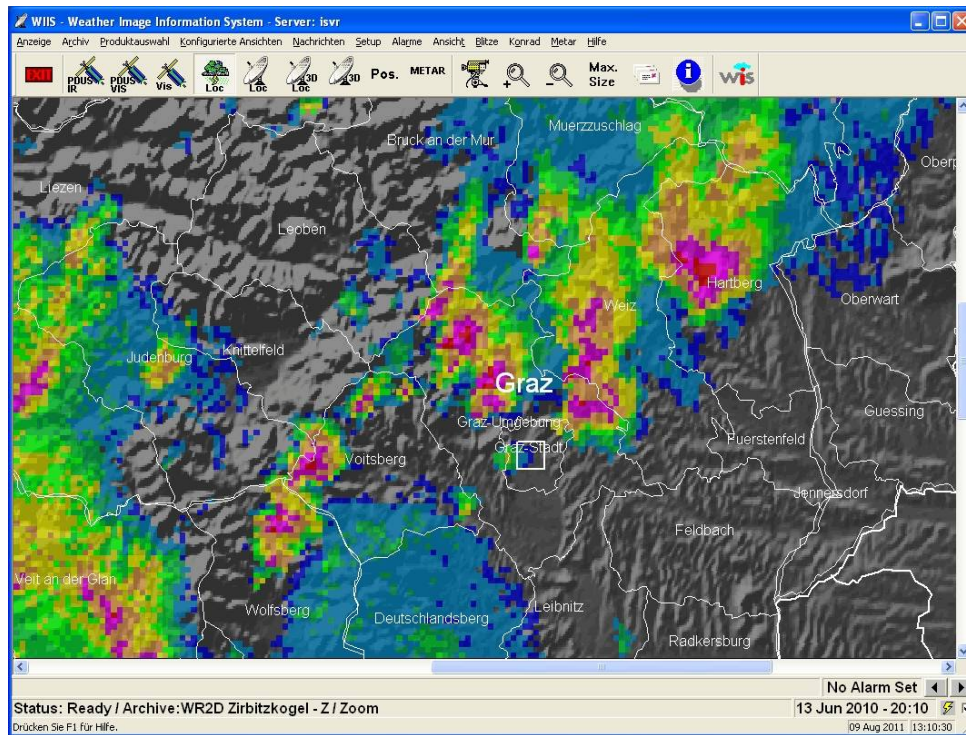 WIIS - Weather Image Information System - Server: isvr
Anzeige Archiv Produktauswahl Konfigurierte Ansichten Nachrichten Setup Alarme Ansicht Blitze Konrad Metar Hilfe
EXIT PDUS IR PDUS VIS Vis Loc Loc 3D Loc 3D Pos. METAR + - Max. Size i wis
Muerzzuschlag
Bruck an der Mur
Oberp
Liezen
Leoben
Hartberg
Oberwart
Weiz
Knittelfeld
Judenburg
Graz
Guessing
Graz-Umgebung
Puerstenfeld
Graz-Stadt
Voitsberg
Jennersdorf
Feldbach
Veit an der Glan
Wolfsberg
Leibnitz
Deutschlandsberg
Radkersburg
No Alarm Set
Status: Ready / Archive:WR2D Zirbitzkogel - Z / Zoom 13 Jun 2010 - 20:10
Drücken Sie F1 für Hilfe. 09 Aug 2011 13:10:30